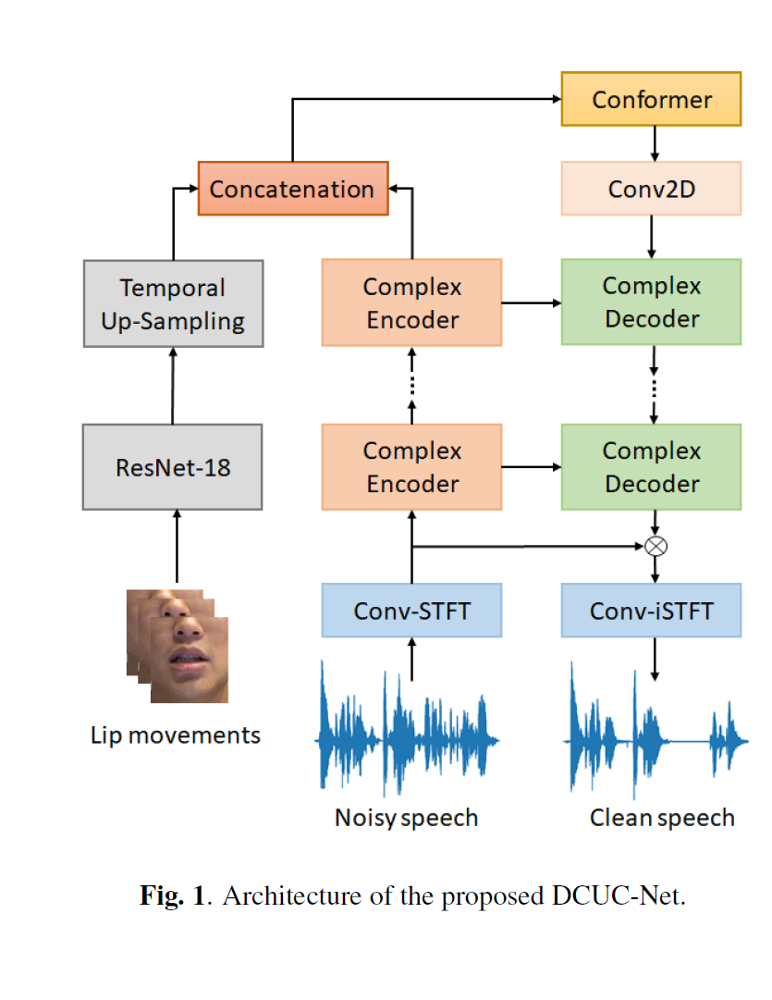 Conformer
Concatenation
Conv2D
Temporal
Up-Sampling
Complex
Encoder
Complex
Decoder
ResNet-18
Complex
Encoder
Complex
Decoder
Conv-STFT
Conv-iSTFT
Lip movements
Noisy speech
Clean speech
Fig. 1. Architecture of the proposed DCUC-Net.